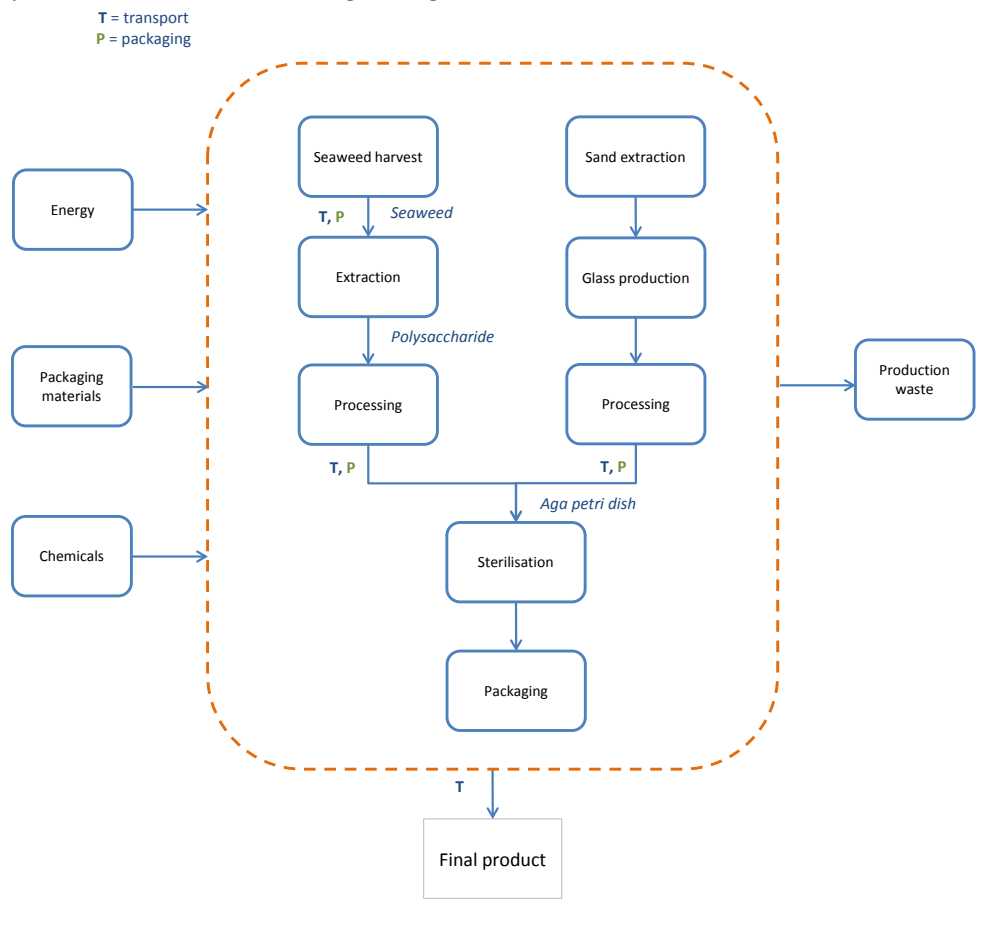 T = transport
P = packaging
Seaweed harvest
Sand extraction
Energy
T, P
Seaweed
Extraction
Glass production
Polysaccharide
Packaging
materials
Processing
Processing
Production
waste
T, P
T, P
Aga petri dish
Chemicals
Sterilisation
Packaging
T
Final product